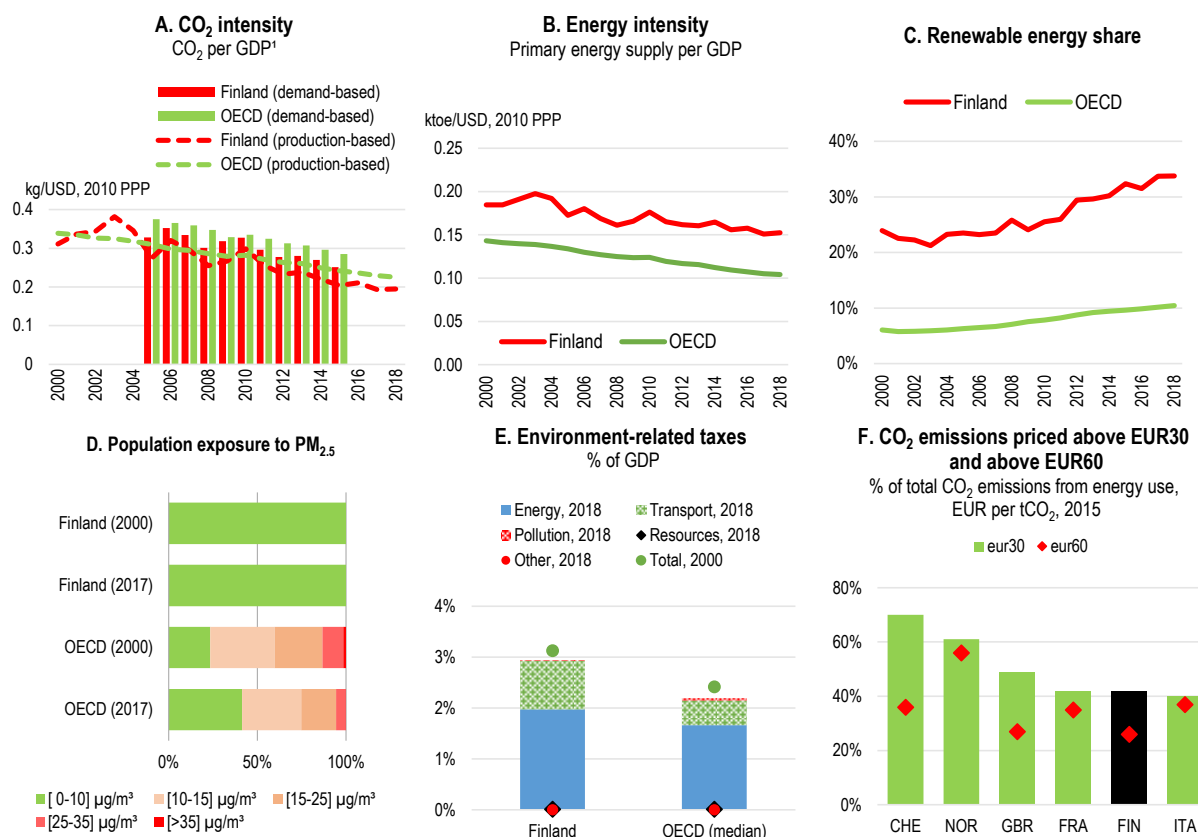 A. CO₂ intensity
CO₂ per GDP¹
Finland (demand-based)
OECD (demand-based)
Finland (production-based)
OECD (production-based)
kg/USD, 2010 PPP
0.4
0.3
0.2
0.1
0
2000
2002
2004
2006
2008
2010
2012
2014
2016
2018
B. Energy intensity
Primary energy supply per GDP
ktoe/USD, 2010 PPP
0.25
0.20
0.15
0.10
0.05
0.00
Finland
OECD
2000
2002
2004
2006
2008
2010
2012
2014
2016
2018
C. Renewable energy share
Finland
OECD
40%
30%
20%
10%
0%
2000
2002
2004
2006
2008
2010
2012
2014
2016
2018
D. Population exposure to PM₂.₅
Finland (2000)
Finland (2017)
OECD (2000)
OECD (2017)
0%
50%
100%
[ 0-10] µg/m³
[10-15] µg/m³
[15-25] µg/m³
[25-35] µg/m³
[>35] µg/m³
E. Environment-related taxes
% of GDP
Energy, 2018
Transport, 2018
Pollution, 2018
Resources, 2018
Other, 2018
Total, 2000
4%
3%
2%
1%
0%
Finland
OECD (median)
F. CO₂ emissions priced above EUR30
and above EUR60
% of total CO₂ emissions from energy use,
EUR per tCO₂, 2015
eur30
eur60
80%
60%
40%
20%
0%
CHE
NOR
GBR
FRA
FIN
ITA